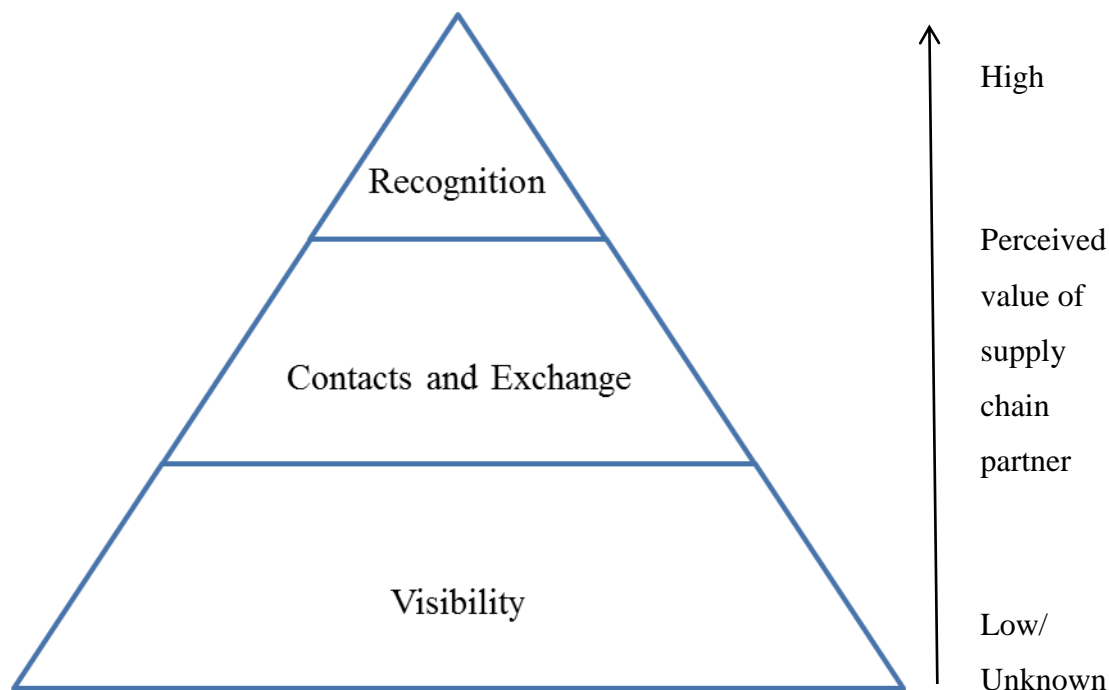 High
Recognition
Perceived
value of
supply
chain
partner
Contacts and Exchange
Visibility
Low/
Unknown